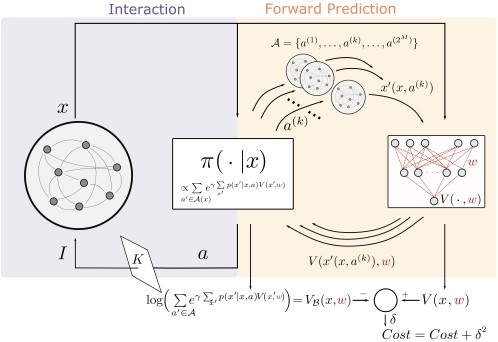 Interaction
Forward Prediction
𝒜 = {a^(1), . . . , a^(k), . . . , a^(2^M)}
x
x′(x, a^(k))
a^(k)
π( · |x)
∝ ∑_{a′∈𝒜(x)} e^{γ ∑_{x′} p(x′|x,a)V(x′,w)}
w
V( · , w)
I
K
a
V(x′(x, a^(k)), w)
log(∑_{a′∈𝒜} e^{γ ∑_{x′} p(x′|x,a)V(x′,w)}) = V_ℬ(x, w)
−
+
V(x, w)
δ
Cost = Cost + δ²